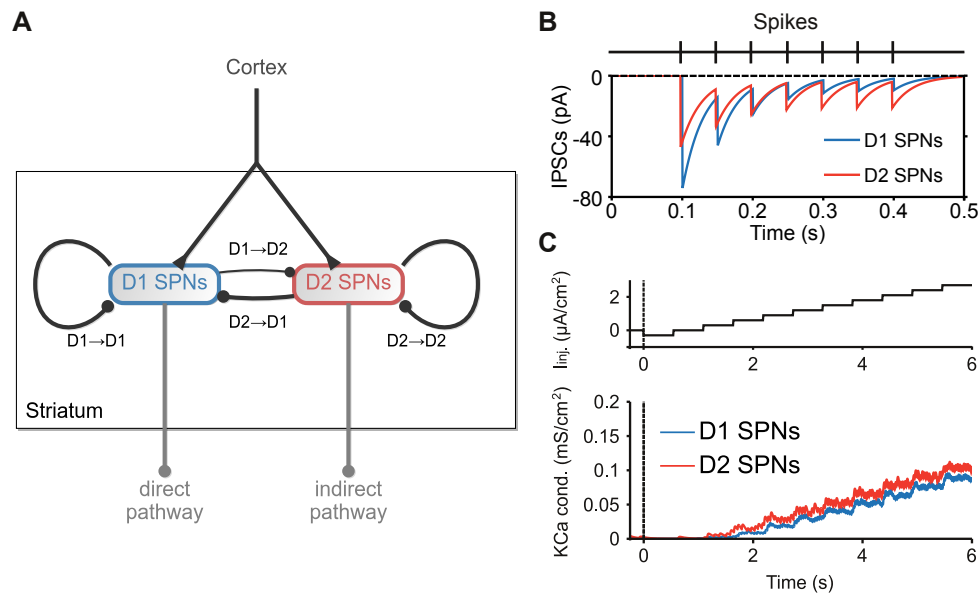 A
Cortex
D1 SPNs
D1→D2
D2 SPNs
D1→D1
D2→D1
D2→D2
Striatum
direct
pathway
indirect
pathway
B
Spikes
0
-40
-80
IPSCs (pA)
D1 SPNs
D2 SPNs
0 0.1 0.2 0.3 0.4 0.5
Time (s)
C
2
0
Iinj. (µA/cm²)
0 2 4 6
0.2
0.15
0.1
0.05
0
KCa cond. (mS/cm²)
D1 SPNs
D2 SPNs
0 2 4 6
Time (s)